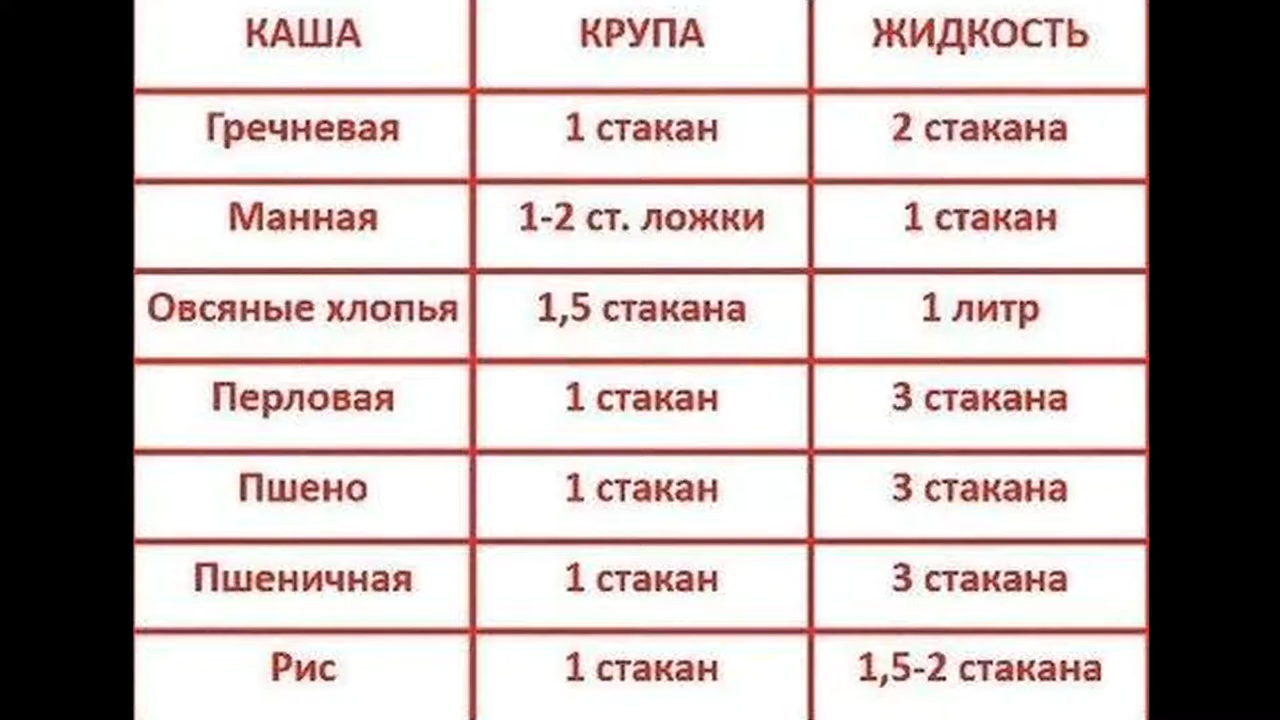 КАША КРУПА ЖИДКОСТЬ
Гречневая 1 стакан 2 стакана
Манная 1-2 ст. ложки 1 стакан
Овсяные хлопья 1,5 стакана 1 литр
Перловая 1 стакан 3 стакана
Пшено 1 стакан 3 стакана
Пшеничная 1 стакан 3 стакана
Рис 1 стакан 1,5-2 стакана